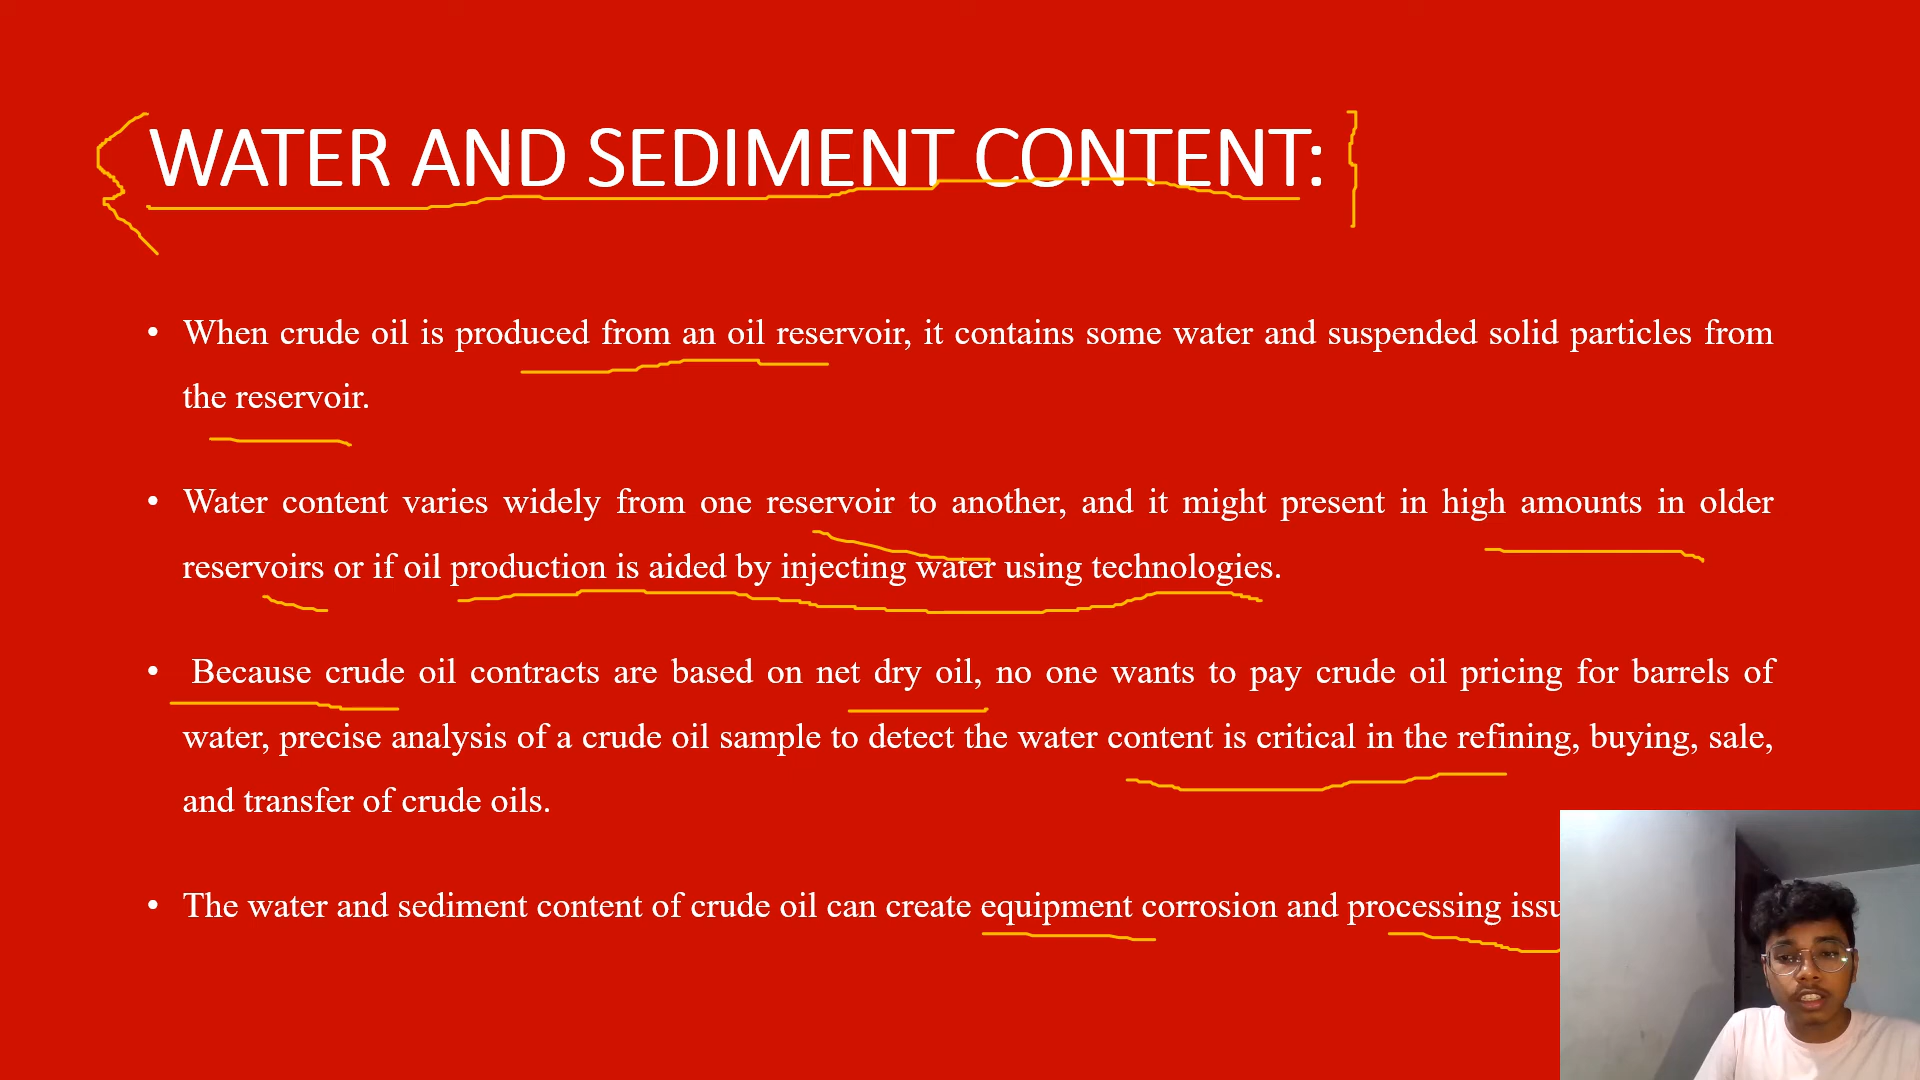 WATER AND SEDIMENT CONTENT:
• When crude oil is produced from an oil reservoir, it contains some water and suspended solid particles from
the reservoir.
• Water content varies widely from one reservoir to another, and it might present in high amounts in older
reservoirs or if oil production is aided by injecting water using technologies.
• Because crude oil contracts are based on net dry oil, no one wants to pay crude oil pricing for barrels of
water, precise analysis of a crude oil sample to detect the water content is critical in the refining, buying, sale,
and transfer of crude oils.
• The water and sediment content of crude oil can create equipment corrosion and processing